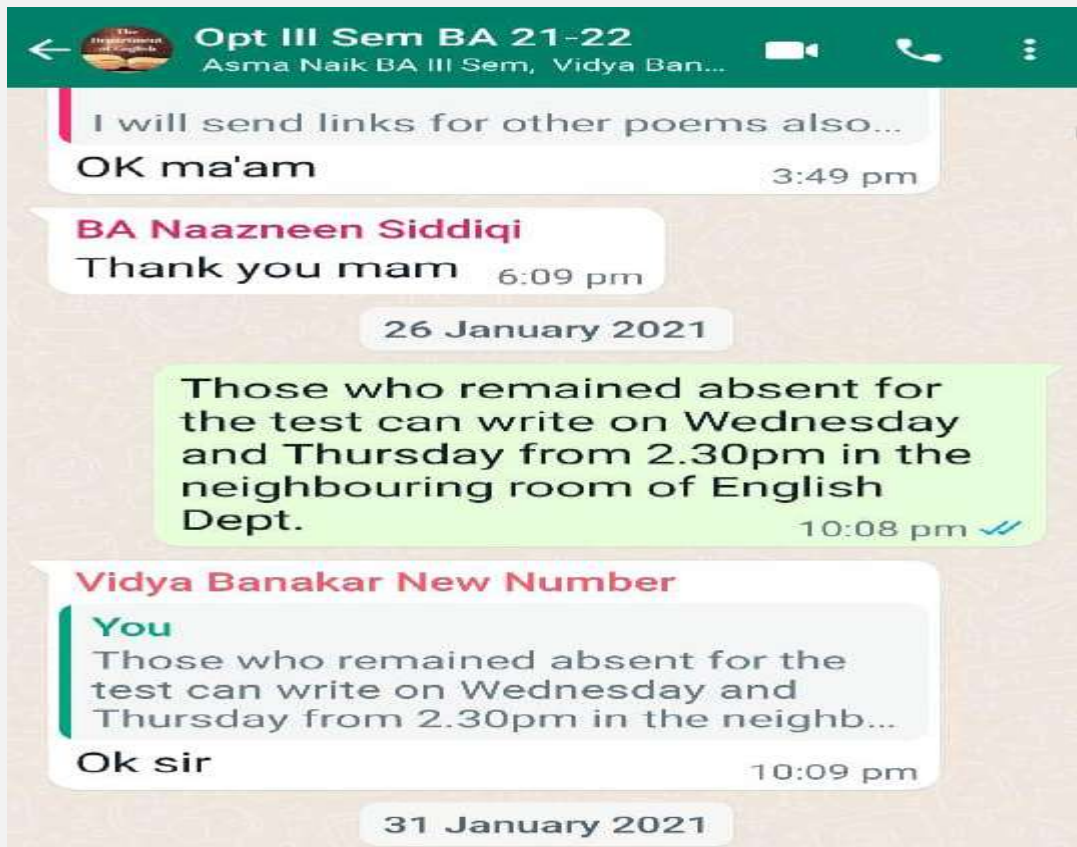 The
Department
of English
Opt III Sem BA 21-22
Asma Naik BA III Sem, Vidya Ban...
I will send links for other poems also...
OK ma'am
3:49 pm
BA Naazneen Siddiqi
Thank you mam 6:09 pm
26 January 2021
Those who remained absent for
the test can write on Wednesday
and Thursday from 2.30pm in the
neighbouring room of English
Dept.
10:08 pm
Vidya Banakar New Number
You
Those who remained absent for the
test can write on Wednesday and
Thursday from 2.30pm in the neighb...
Ok sir
10:09 pm
31 January 2021